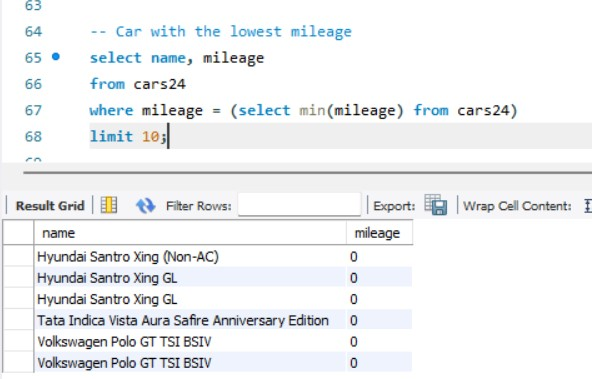 63
64 -- Car with the lowest mileage
65 select name, mileage
66 from cars24
67 where mileage = (select min(mileage) from cars24)
68 limit 10;
69
Result Grid Filter Rows: Export: Wrap Cell Content:
name mileage
Hyundai Santro Xing (Non-AC) 0
Hyundai Santro Xing GL 0
Hyundai Santro Xing GL 0
Tata Indica Vista Aura Safire Anniversary Edition 0
Volkswagen Polo GT TSI BSIV 0
Volkswagen Polo GT TSI BSIV 0